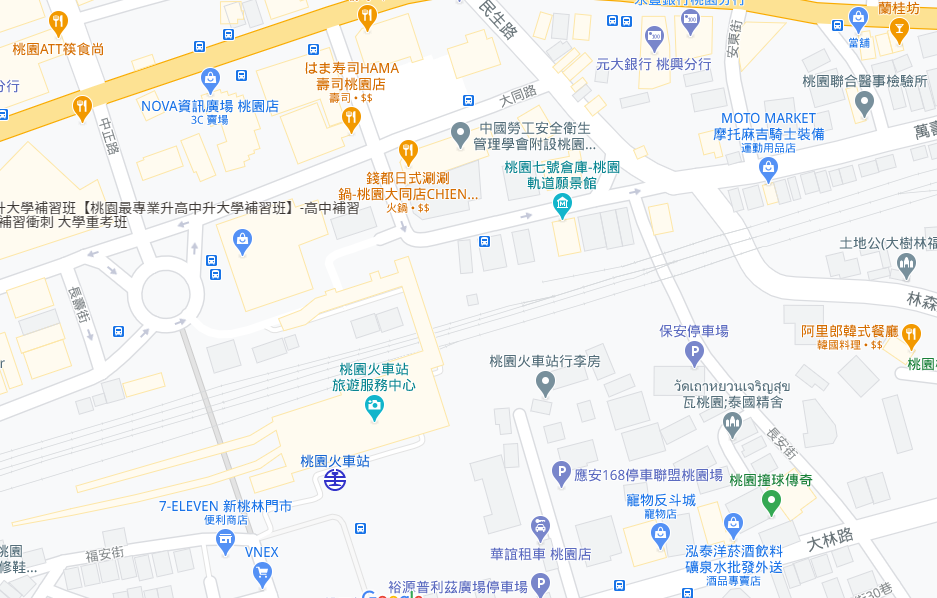 永豐銀行桃園分行
蘭桂坊
民生路
桃園ATT筷食尚
當舖
元大銀行 桃興分行
安東街
分行
はま寿司HAMA
壽司桃園店
壽司 • $$
桃園聯合醫事檢驗所
NOVA資訊廣場 桃園店
3C 賣場
大同路
中正路
中國勞工安全衛生
管理學會附設桃園...
MOTO MARKET
摩托麻吉騎士裝備
運動用品店
萬壽
桃園七號倉庫-桃園
軌道願景館
錢都日式涮涮
鍋-桃園大同店CHIEN...
火鍋 • $$
升大學補習班【桃園最專業升高中升大學補習班】-高中補習
補習衝刺 大學重考班
土地公(大樹林福
長壽街
林森
保安停車場
阿里郎韓式餐廳
韓國料理 • $$
桃園火車站行李房
桃園火車站
旅遊服務中心
วัดเถาหยวนเจริญสุข
瓦桃園;泰國精舍
長安街
桃園火車站
應安168停車聯盟桃園場
桃園撞球傳奇
7-ELEVEN 新桃林門市
便利商店
寵物反斗城
寵物店
大林路
福安街
VNEX
華誼租車 桃園店
泓泰洋菸酒飲料
礦泉水批發外送
酒品專賣店
桃園
修鞋...
裕源普利茲廣場停車場
Google
街30巷